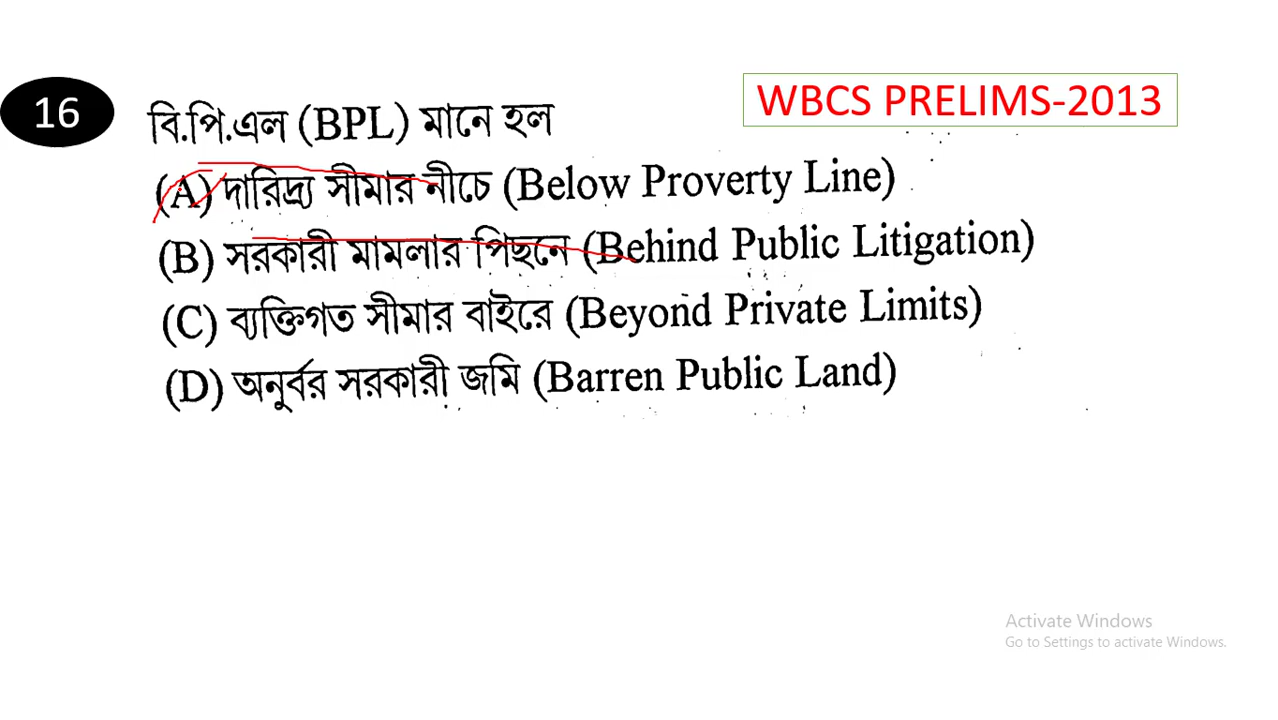 16
বি.পি.এল (BPL) মানে হল
WBCS PRELIMS-2013
(A) দারিদ্র্য সীমার নীচে (Below Proverty Line)
(B) সরকারী মামলার পিছনে (Behind Public Litigation)
(C) ব্যক্তিগত সীমার বাইরে (Beyond Private Limits)
(D) অনুর্বর সরকারী জমি (Barren Public Land)
Activate Windows
Go to Settings to activate Windows.